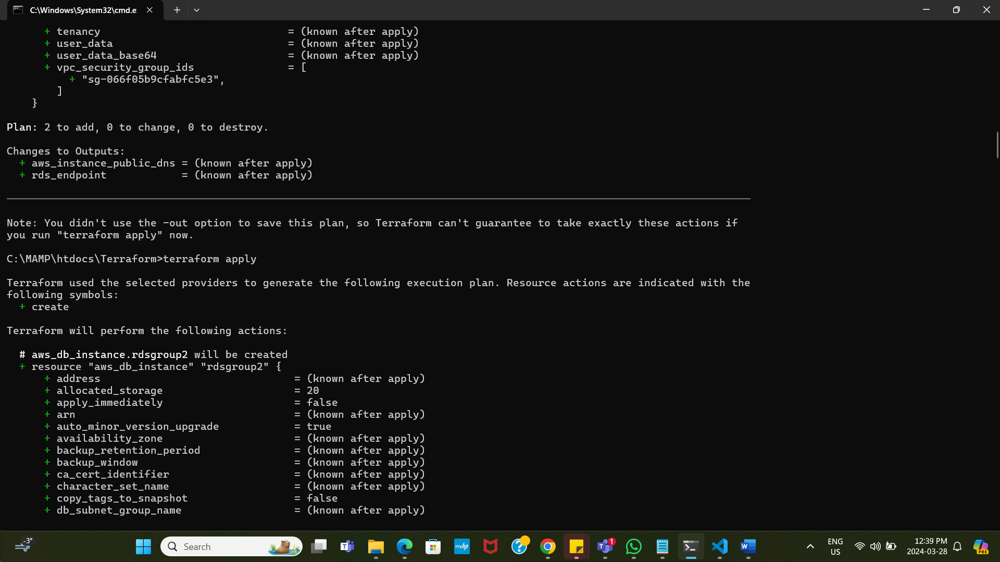 C:\Windows\System32\cmd.e
+ tenancy = (known after apply)
+ user_data = (known after apply)
+ user_data_base64 = (known after apply)
+ vpc_security_group_ids = [
+ "sg-066f05b9cfabfc5e3",
]
}
Plan: 2 to add, 0 to change, 0 to destroy.
Changes to Outputs:
+ aws_instance_public_dns = (known after apply)
+ rds_endpoint = (known after apply)
Note: You didn't use the -out option to save this plan, so Terraform can't guarantee to take exactly these actions if
you run "terraform apply" now.
C:\MAMP\htdocs\Terraform>terraform apply
Terraform used the selected providers to generate the following execution plan. Resource actions are indicated with the
following symbols:
+ create
Terraform will perform the following actions:
# aws_db_instance.rdsgroup2 will be created
+ resource "aws_db_instance" "rdsgroup2" {
+ address = (known after apply)
+ allocated_storage = 20
+ apply_immediately = false
+ arn = (known after apply)
+ auto_minor_version_upgrade = true
+ availability_zone = (known after apply)
+ backup_retention_period = (known after apply)
+ backup_window = (known after apply)
+ ca_cert_identifier = (known after apply)
+ character_set_name = (known after apply)
+ copy_tags_to_snapshot = false
+ db_subnet_group_name = (known after apply)
-3°
Search
myhp
1
ENG
US
12:39 PM
2024-03-28
PRE